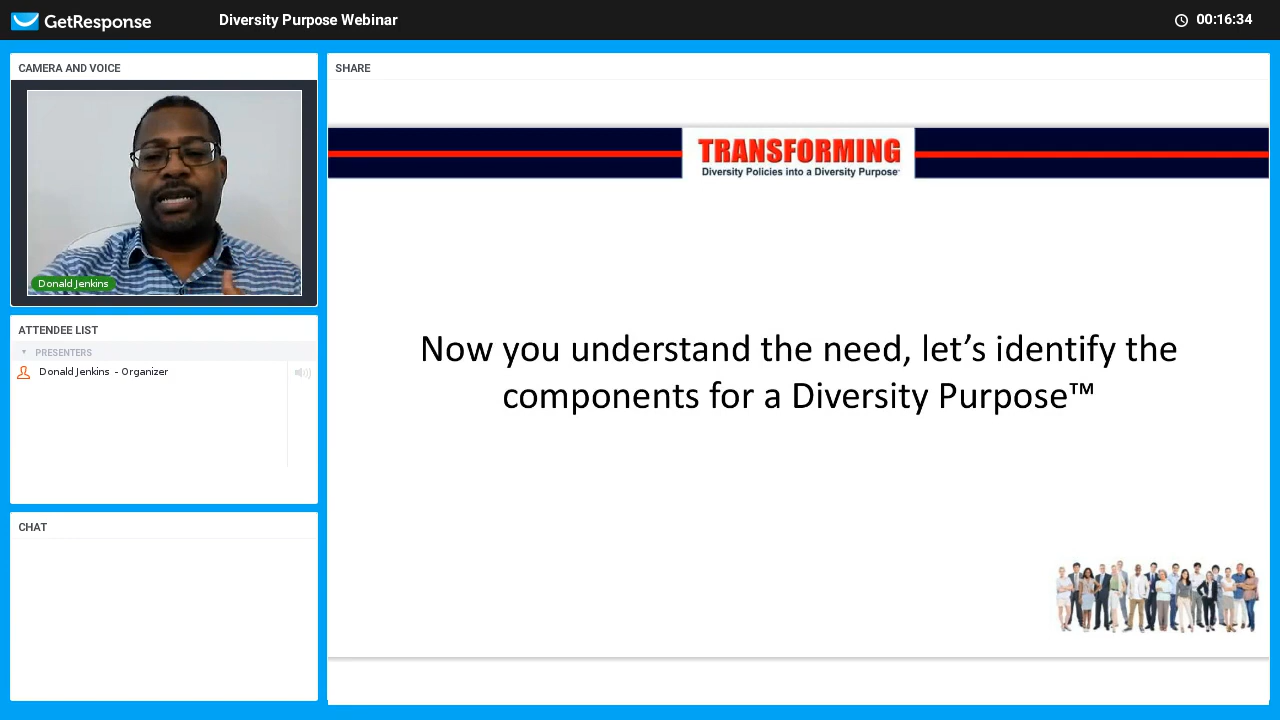 GetResponse
Diversity Purpose Webinar
00:16:34
CAMERA AND VOICE
Donald Jenkins
ATTENDEE LIST
PRESENTERS
Donald Jenkins - Organizer
CHAT
SHARE
TRANSFORMING
Diversity Policies into a Diversity Purpose
Now you understand the need, let’s identify the
components for a Diversity Purpose™